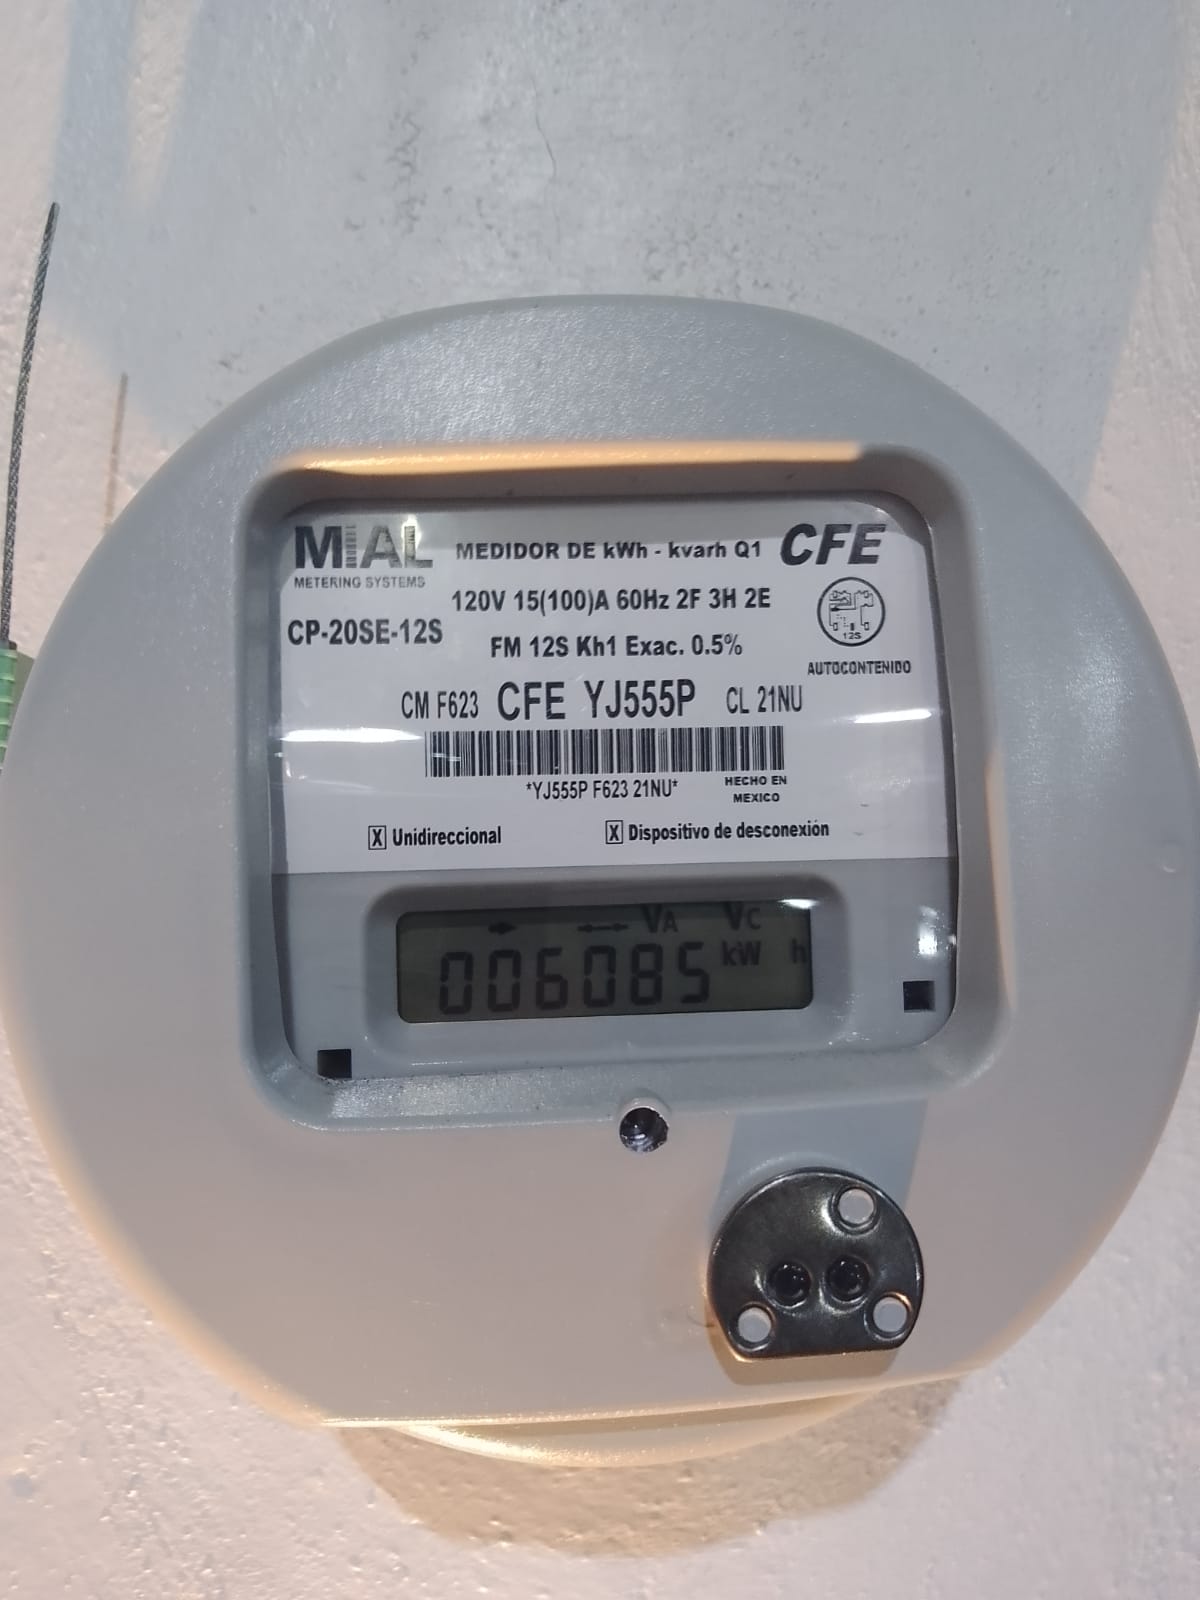 MIAL
METERING SYSTEMS
MEDIDOR DE kWh - kvarh Q1
CFE
120V 15(100)A 60Hz 2F 3H 2E
CP-20SE-12S
FM 12S Kh1 Exac. 0.5%
12S
AUTOCONTENIDO
CM F623 CFE YJ555P CL 21NU
*YJ555P F623 21NU*
HECHO EN
MEXICO
X Unidireccional
X Dispositivo de desconexión
VA VC
006085 kW h